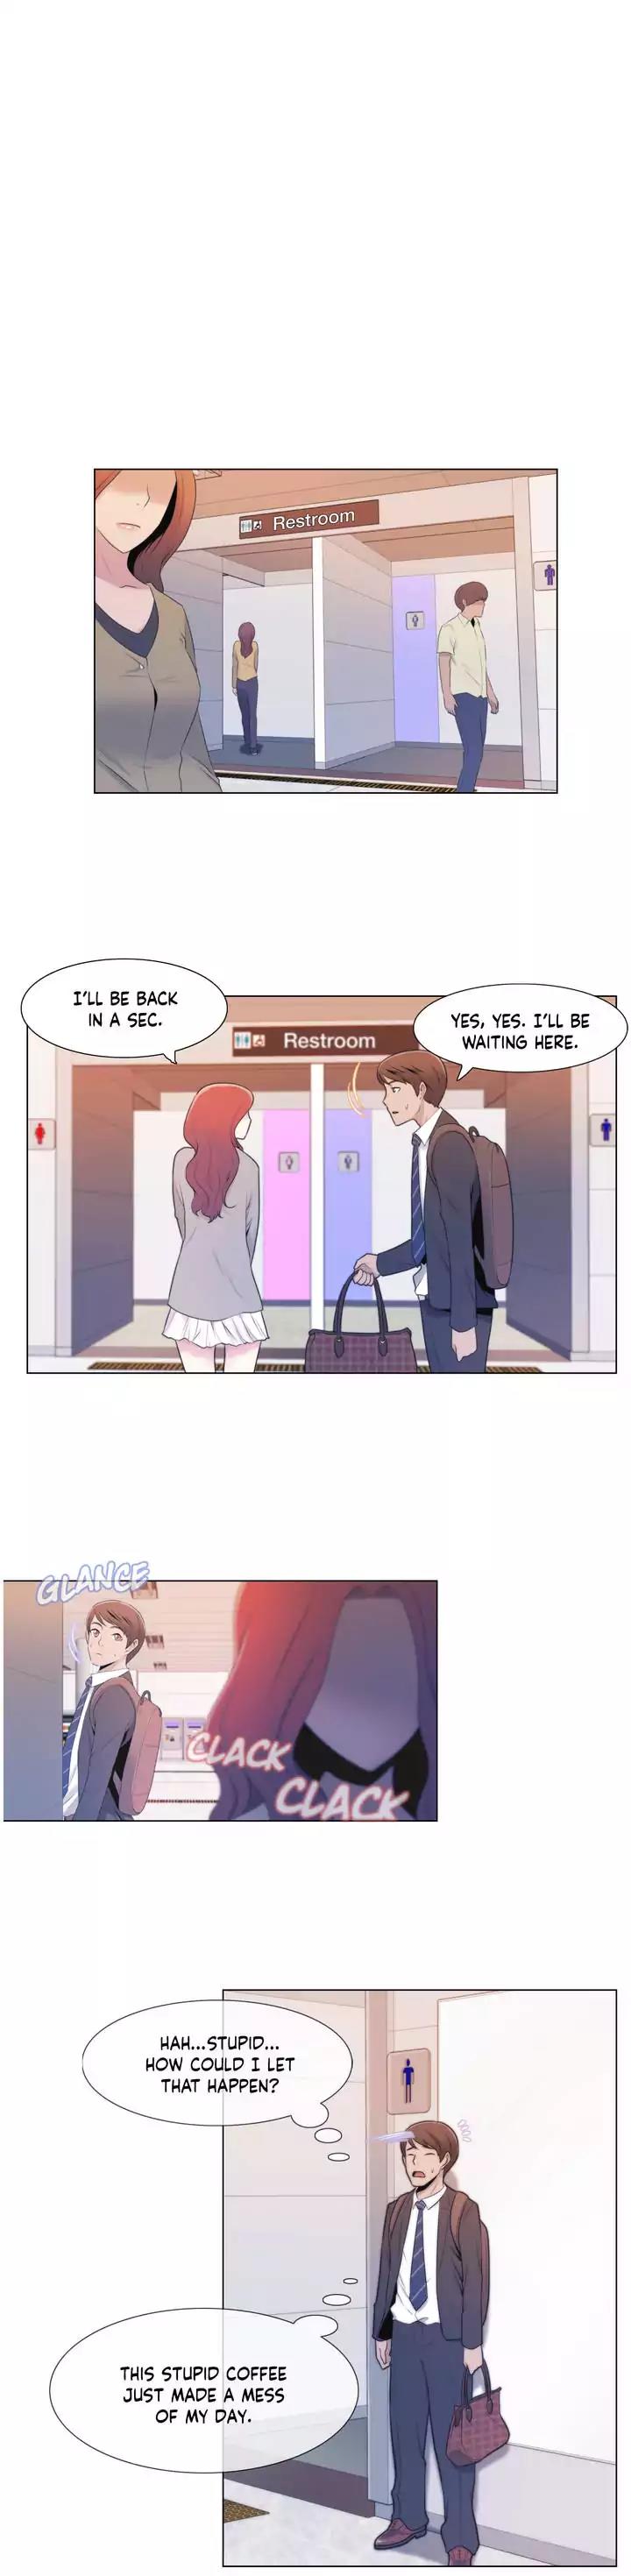 Restroom
I'LL BE BACK
IN A SEC.
YES, YES. I'LL BE
WAITING HERE.
Restroom
GLANCE
CLACK
CLACK
HAH...STUPID...
HOW COULD I LET
THAT HAPPEN?
THIS STUPID COFFEE
JUST MADE A MESS
OF MY DAY.